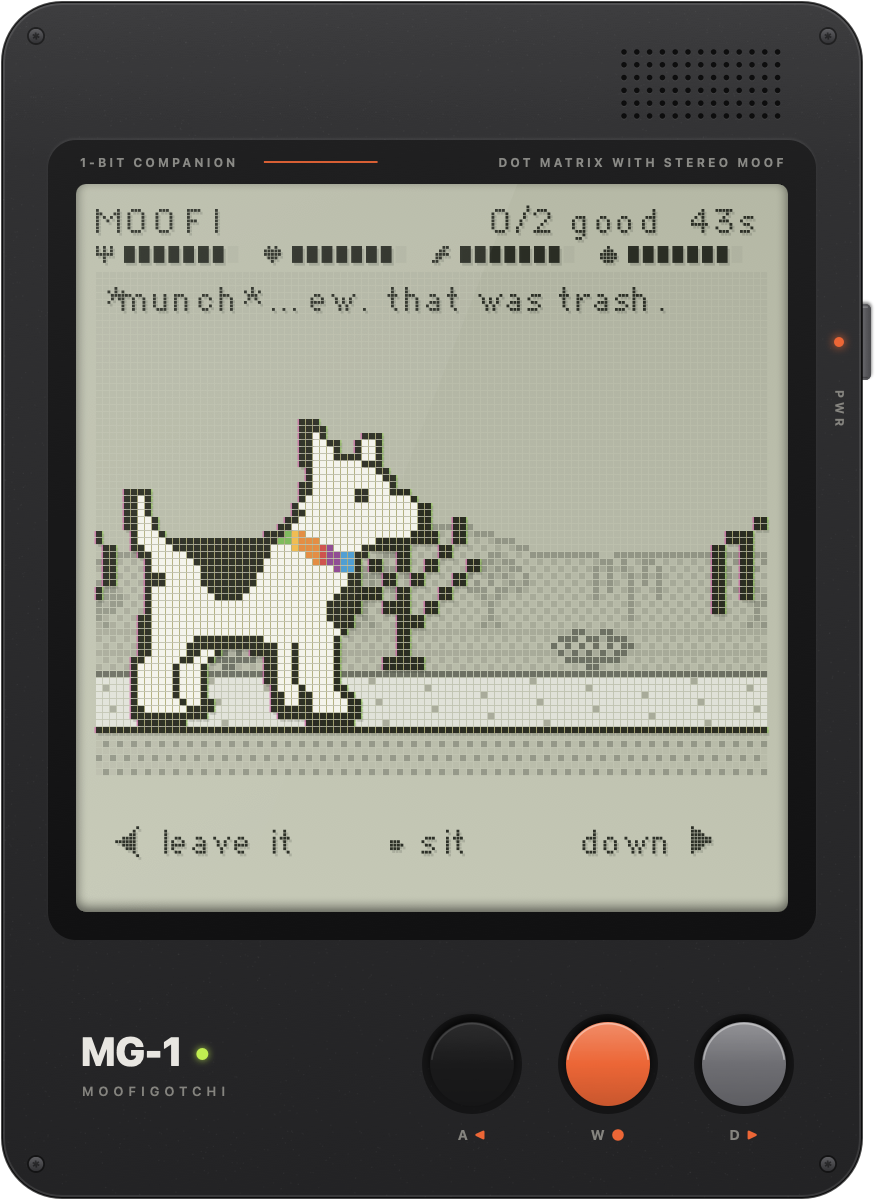 1-BIT COMPANION DOT MATRIX WITH STEREO MOOF
MOOFI 0/2 good 43s
*munch*... ew. that was trash.
PWR
leave it sit down
MG-1
MOOFIGOTCHI
A W D